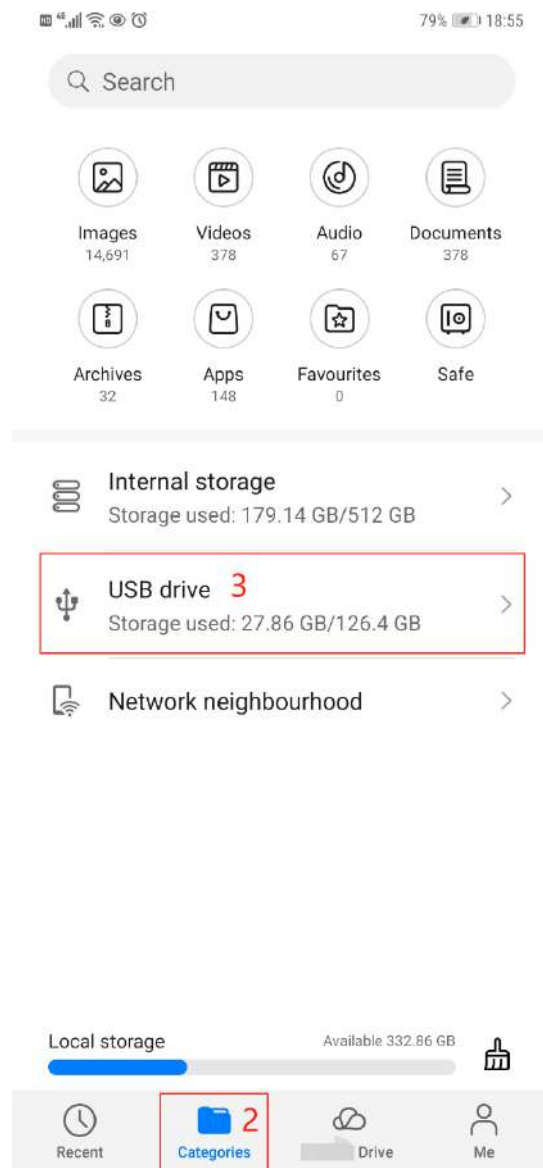 HD 4G 79% 18:55
Search
Images Videos Audio Documents
14,691 378 67 378
Archives Apps Favourites Safe
32 148 0
Internal storage
Storage used: 179.14 GB/512 GB
USB drive 3
Storage used: 27.86 GB/126.4 GB
Network neighbourhood
Local storage Available 332.86 GB
2
Recent Categories Drive Me